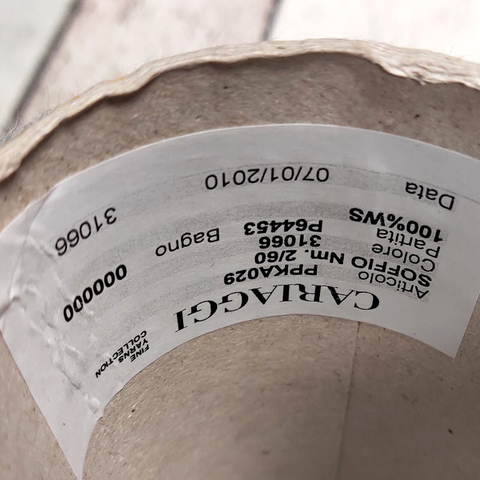 CARIAGGI
FINE
YARNS
COLLECTION
Articolo PPKA029
SOFFIO Nm. 2/60
Colore 31066 000000
Partita P64453 Bagno
100%WS
31066
Data 07/01/2010